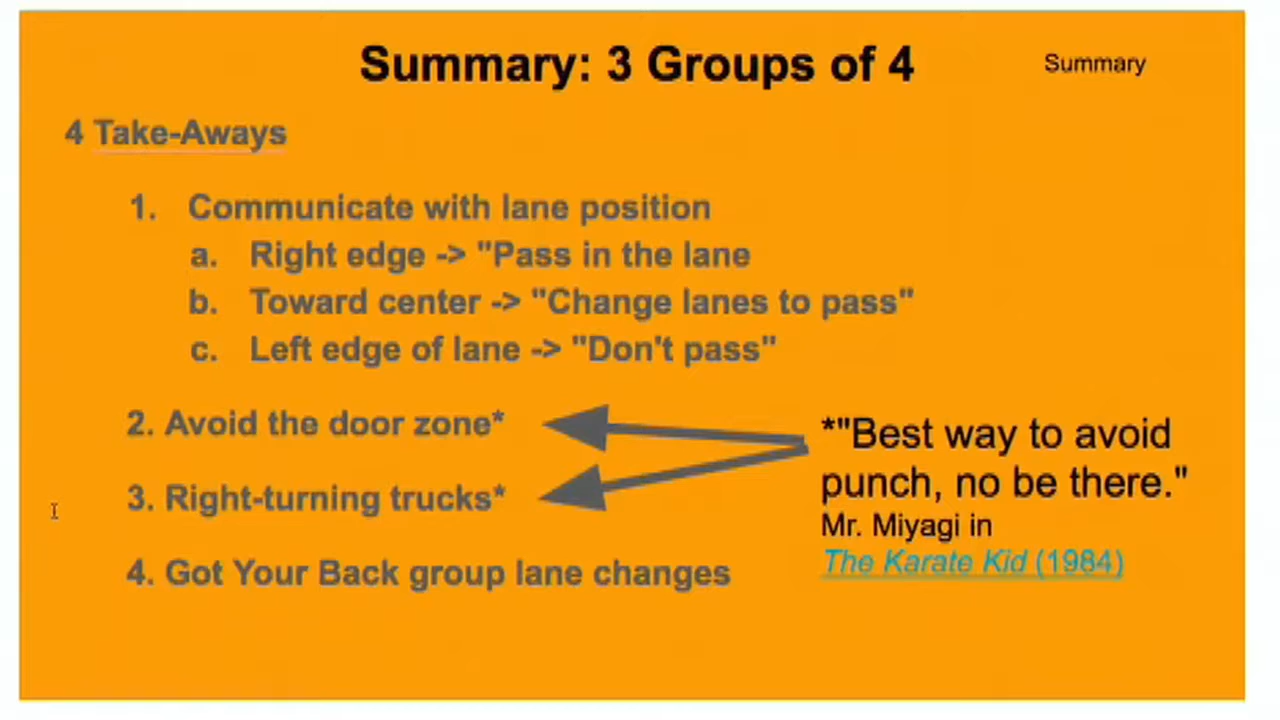 Summary: 3 Groups of 4
Summary
4 Take-Aways
1. Communicate with lane position
a. Right edge -> "Pass in the lane
b. Toward center -> "Change lanes to pass"
c. Left edge of lane -> "Don't pass"
2. Avoid the door zone*
3. Right-turning trucks*
4. Got Your Back group lane changes
*"Best way to avoid
punch, no be there."
Mr. Miyagi in
The Karate Kid (1984)